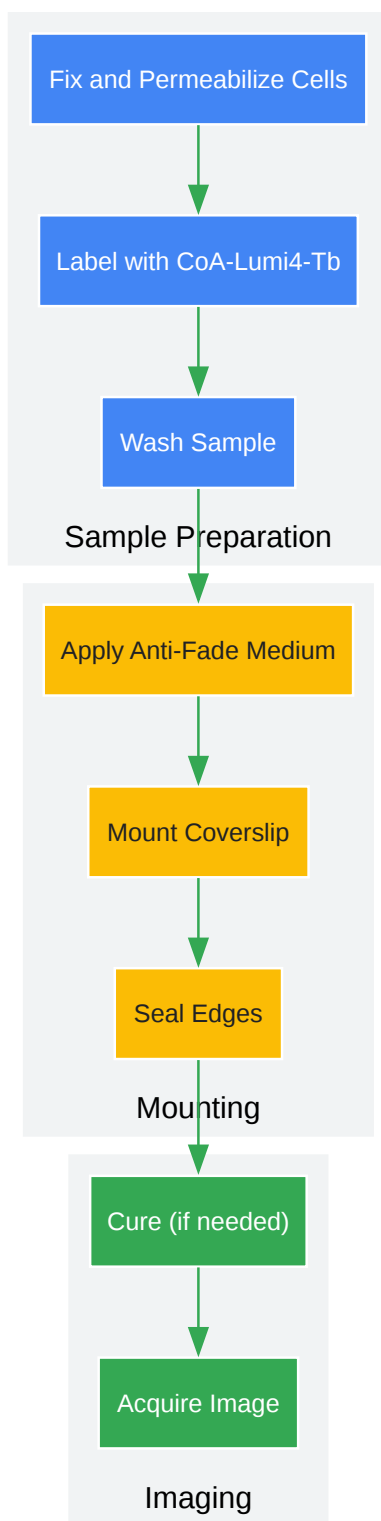 Fix and Permeabilize Cells
Label with CoA-Lumi4-Tb
Wash Sample
Sample Preparation
Apply Anti-Fade Medium
Mount Coverslip
Seal Edges
Mounting
Cure (if needed)
Acquire Image
Imaging